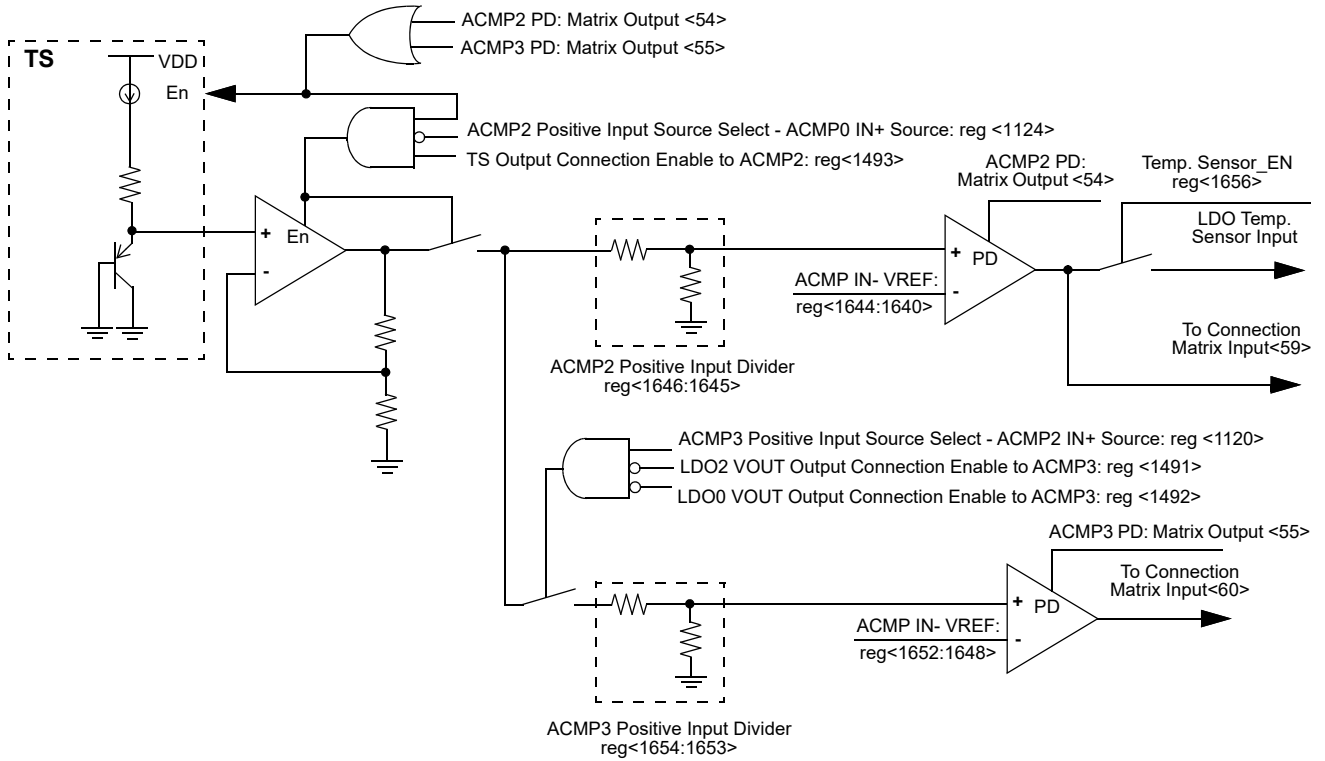 ACMP2 PD: Matrix Output <54>
ACMP3 PD: Matrix Output <55>
TS
VDD
En
ACMP2 Positive Input Source Select - ACMP0 IN+ Source: reg <1124>
TS Output Connection Enable to ACMP2: reg<1493>
ACMP2 PD:
Matrix Output <54>
Temp. Sensor_EN
reg<1656>
LDO Temp.
Sensor Input
+
En
-
+
PD
-
ACMP IN- VREF:
reg<1644:1640>
To Connection
Matrix Input<59>
ACMP2 Positive Input Divider
reg<1646:1645>
ACMP3 Positive Input Source Select - ACMP2 IN+ Source: reg <1120>
LDO2 VOUT Output Connection Enable to ACMP3: reg <1491>
LDO0 VOUT Output Connection Enable to ACMP3: reg <1492>
ACMP3 PD: Matrix Output <55>
To Connection
Matrix Input<60>
+
PD
-
ACMP IN- VREF:
reg<1652:1648>
ACMP3 Positive Input Divider
reg<1654:1653>